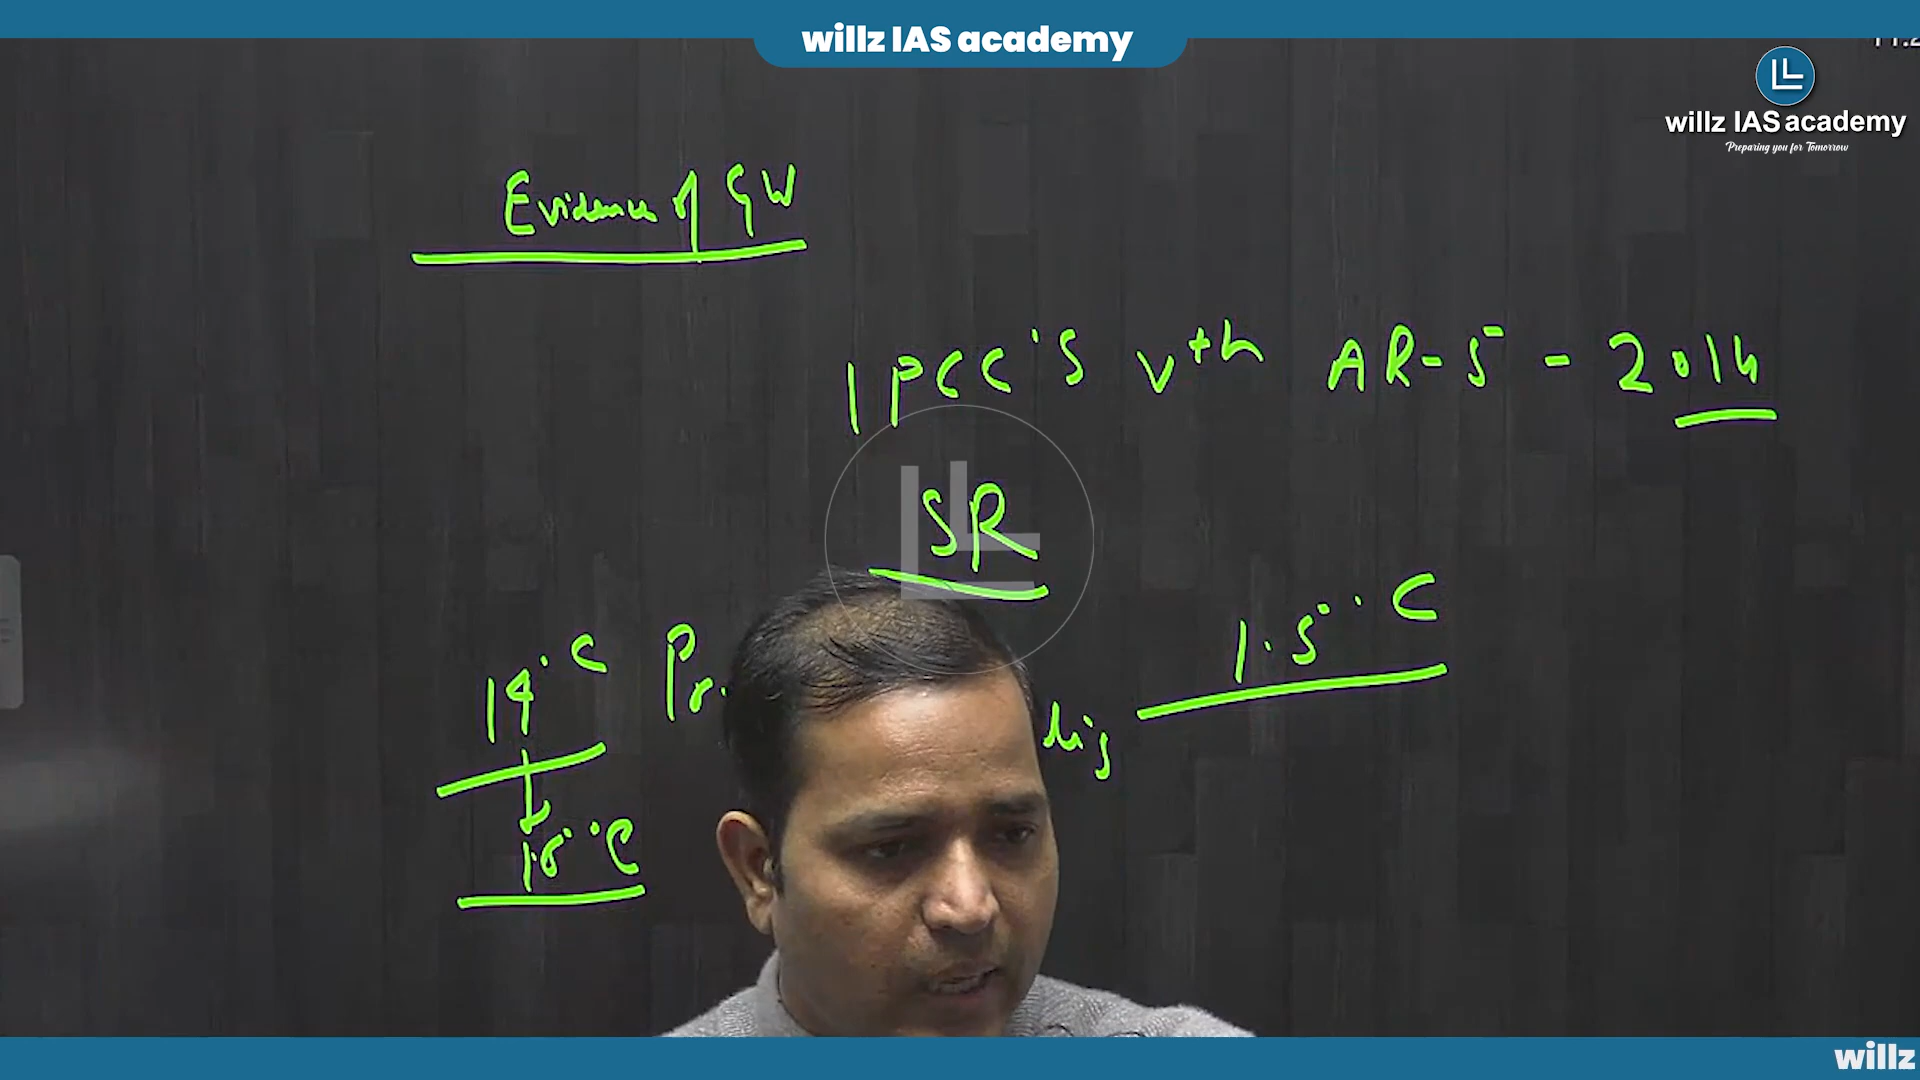 willz IAS academy
willz IAS academy
Preparing you for Tomorrow
Evidence of GW
IPCC'S Vth AR-5 - 2014
SR
1.5°C
14°C
willz